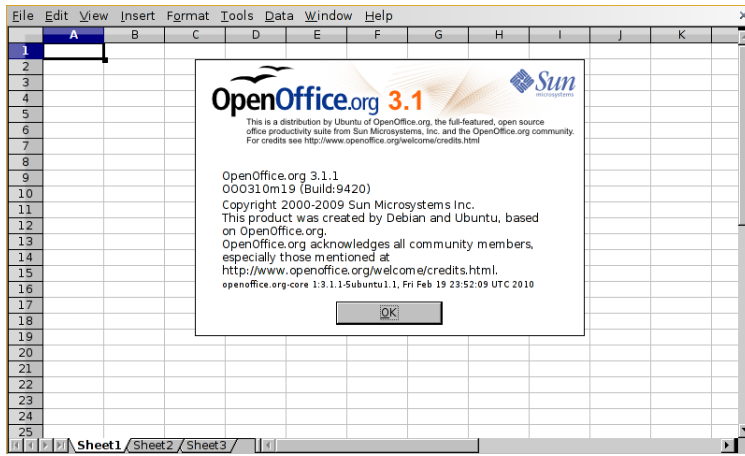 File Edit View Insert Format Tools Data Window Help
A B C D E F G H I J K
1
2
3
4
5
6
7
8
9
10
11
12
13
14
15
16
17
18
19
20
21
22
23
24
25
OpenOffice.org 3.1
Sun
microsystems
This is a distribution by Ubuntu of OpenOffice.org, the full-featured, open source
office productivity suite from Sun Microsystems, Inc. and the OpenOffice.org community.
For credits see http://www.openoffice.org/welcome/credits.html
OpenOffice.org 3.1.1
OOO310m19 (Build:9420)
Copyright 2000-2009 Sun Microsystems Inc.
This product was created by Debian and Ubuntu, based
on OpenOffice.org.
OpenOffice.org acknowledges all community members,
especially those mentioned at
http://www.openoffice.org/welcome/credits.html.
openoffice.org-core 1:3.1.1-5ubuntu1.1, Fri Feb 19 23:52:09 UTC 2010
OK
Sheet1 Sheet2 Sheet3